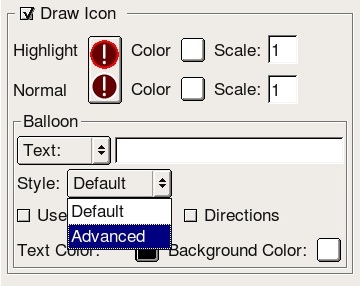 Draw Icon
Highlight Color Scale: 1
Normal Color Scale: 1
Balloon
Text:
Style: Default
Default
Use Directions
Advanced
Text Color: Background Color: